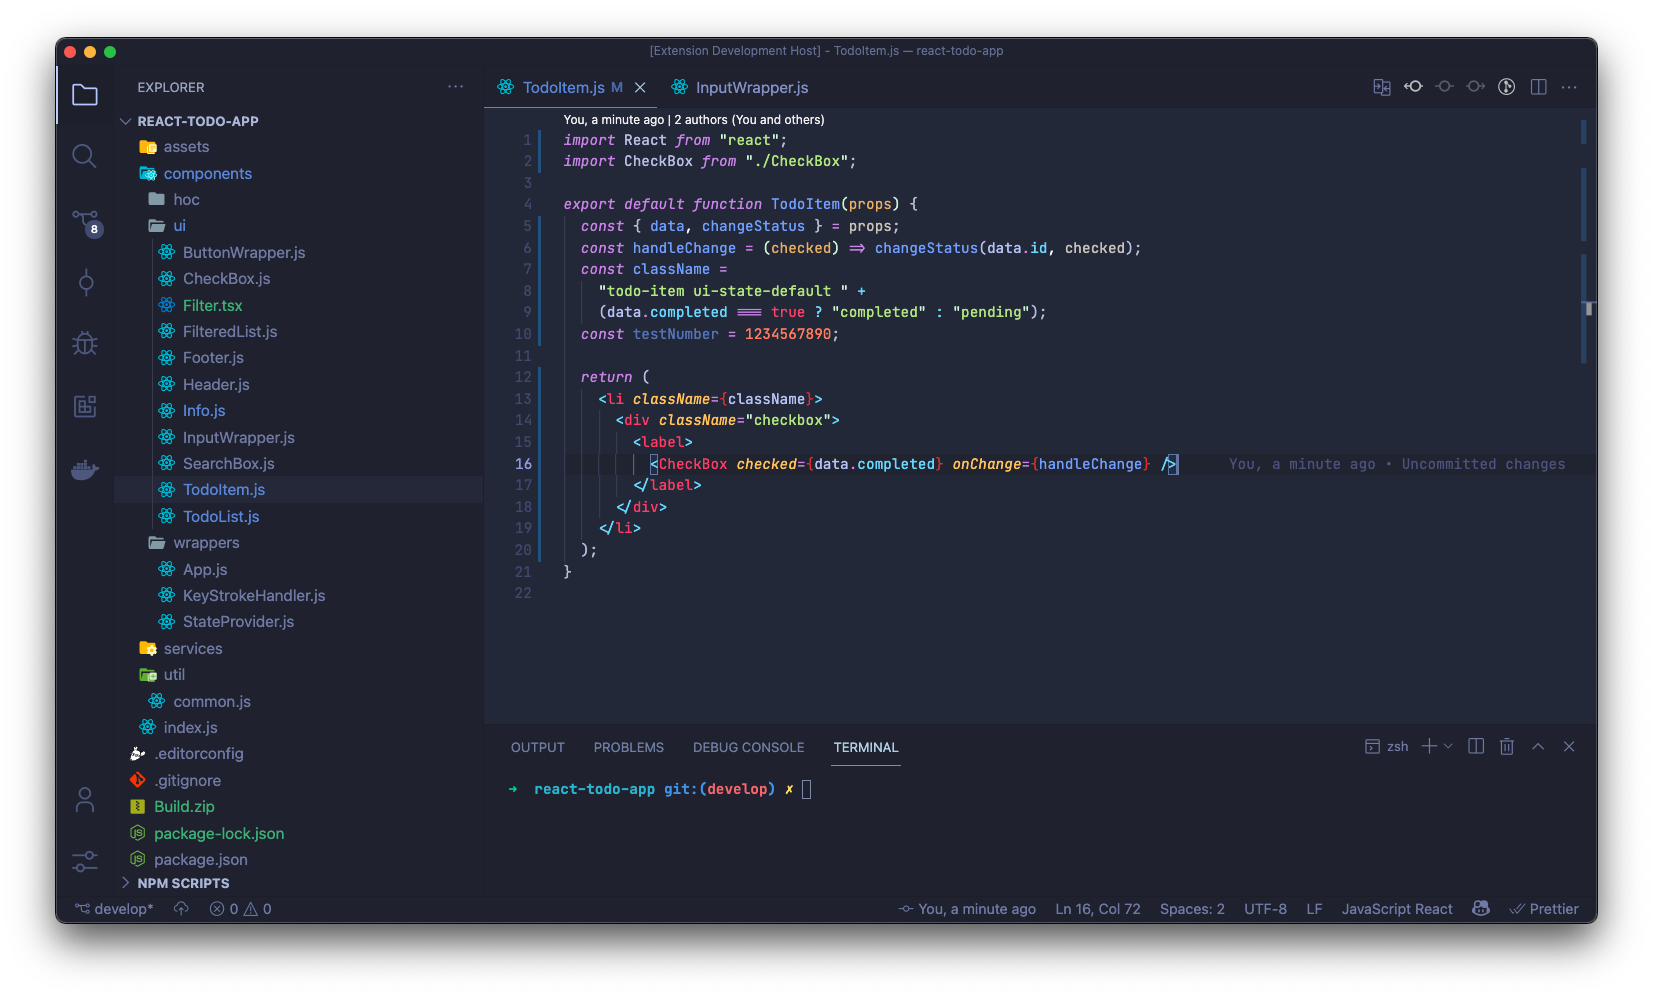 [Extension Development Host] - TodoItem.js — react-todo-app
EXPLORER
REACT-TODO-APP
assets
components
hoc
ui
ButtonWrapper.js
CheckBox.js
Filter.tsx
FilteredList.js
Footer.js
Header.js
Info.js
InputWrapper.js
SearchBox.js
TodoItem.js
TodoList.js
wrappers
App.js
KeyStrokeHandler.js
StateProvider.js
services
util
common.js
index.js
.editorconfig
.gitignore
Build.zip
package-lock.json
package.json
NPM SCRIPTS
8
TodoItem.js M
InputWrapper.js
You, a minute ago | 2 authors (You and others)
1 import React from "react";
2 import CheckBox from "./CheckBox";
3
4 export default function TodoItem(props) {
5 const { data, changeStatus } = props;
6 const handleChange = (checked) => changeStatus(data.id, checked);
7 const className =
8 "todo-item ui-state-default " +
9 (data.completed === true ? "completed" : "pending");
10 const testNumber = 1234567890;
11
12 return (
13 <li className={className}>
14 <div className="checkbox">
15 <label>
16 <CheckBox checked={data.completed} onChange={handleChange} /> You, a minute ago • Uncommitted changes
17 </label>
18 </div>
19 </li>
20 );
21 }
22
OUTPUT PROBLEMS DEBUG CONSOLE TERMINAL
zsh
➜ react-todo-app git:(develop) ✗
develop* 0 0
You, a minute ago Ln 16, Col 72 Spaces: 2 UTF-8 LF JavaScript React Prettier